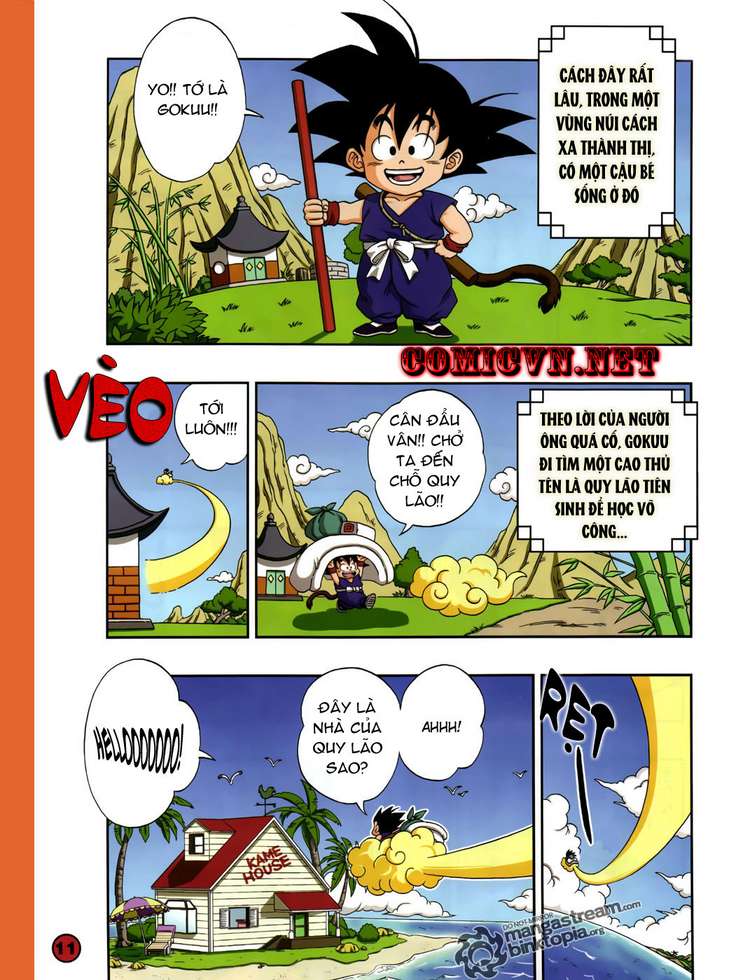 YO!! TỚ LÀ
GOKUU!!
CÁCH ĐÂY RẤT
LÂU, TRONG MỘT
VÙNG NÚI CÁCH
XA THÀNH THỊ,
CÓ MỘT CẬU BÉ
SỐNG Ở ĐÓ
COMICVN.NET
VÈO
TỚI
LUÔN!!!
CÂN ĐẨU
VÂN!! CHỞ
TA ĐẾN
CHỖ QUY
LÃO!!
THEO LỜI CỦA NGƯỜI
ÔNG QUÁ CỐ, GOKUU
ĐI TÌM MỘT CAO THỦ
TÊN LÀ QUY LÃO TIÊN
SINH ĐỂ HỌC VÕ
CÔNG...
HELLOOOOOOO!
ĐÂY LÀ
NHÀ CỦA
QUY LÃO
SAO?
AHHH!
RẸT
KAME
HOUSE
DO NOT MIRROR
mangastream.com
binktopia.org
11